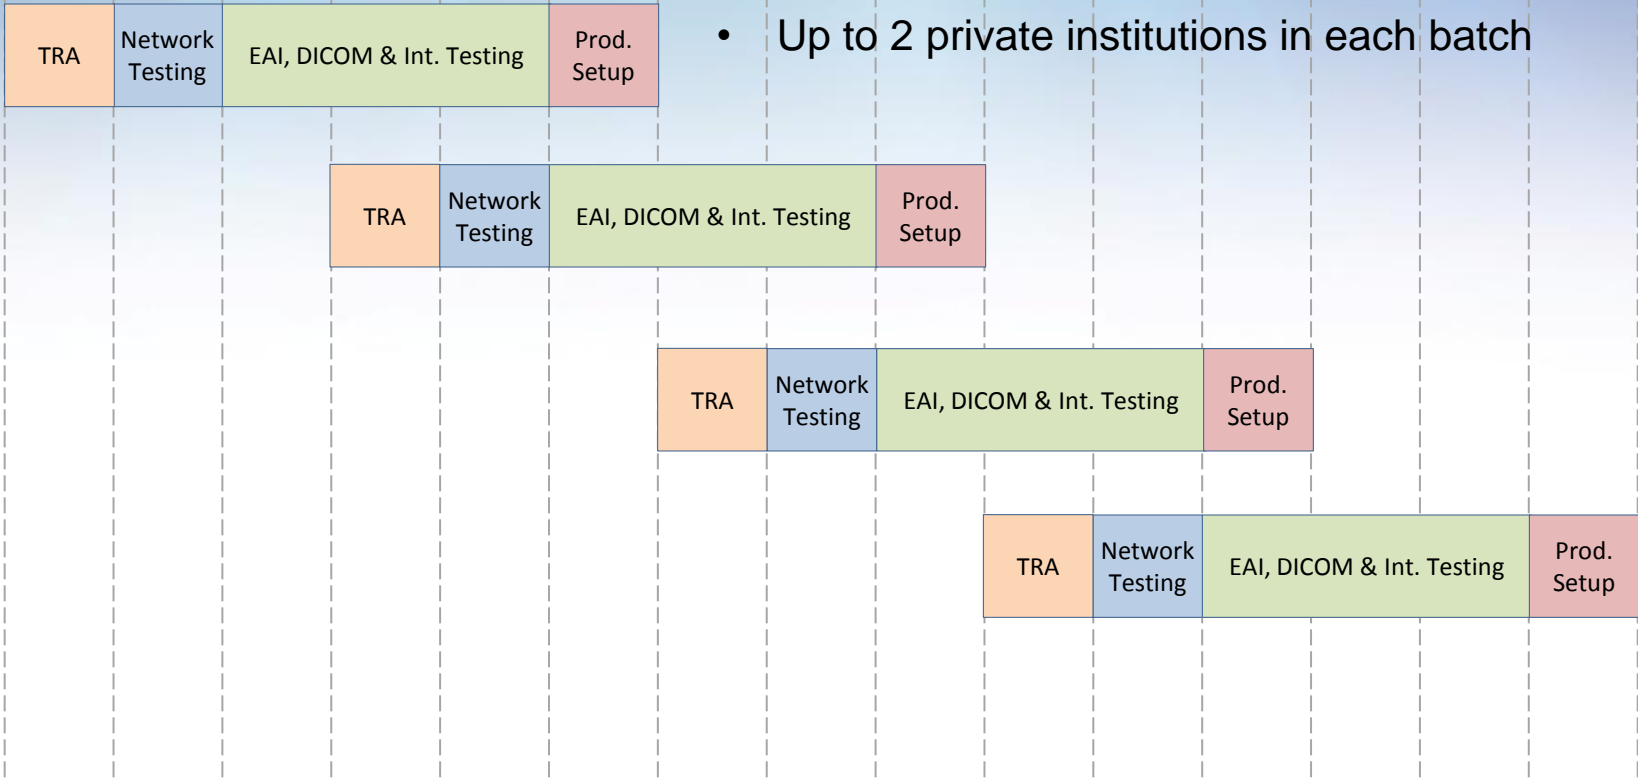 • Up to 2 private institutions in each batch
TRA
Network
Testing
EAI, DICOM & Int. Testing
Prod.
Setup
TRA
Network
Testing
EAI, DICOM & Int. Testing
Prod.
Setup
TRA
Network
Testing
EAI, DICOM & Int. Testing
Prod.
Setup
TRA
Network
Testing
EAI, DICOM & Int. Testing
Prod.
Setup